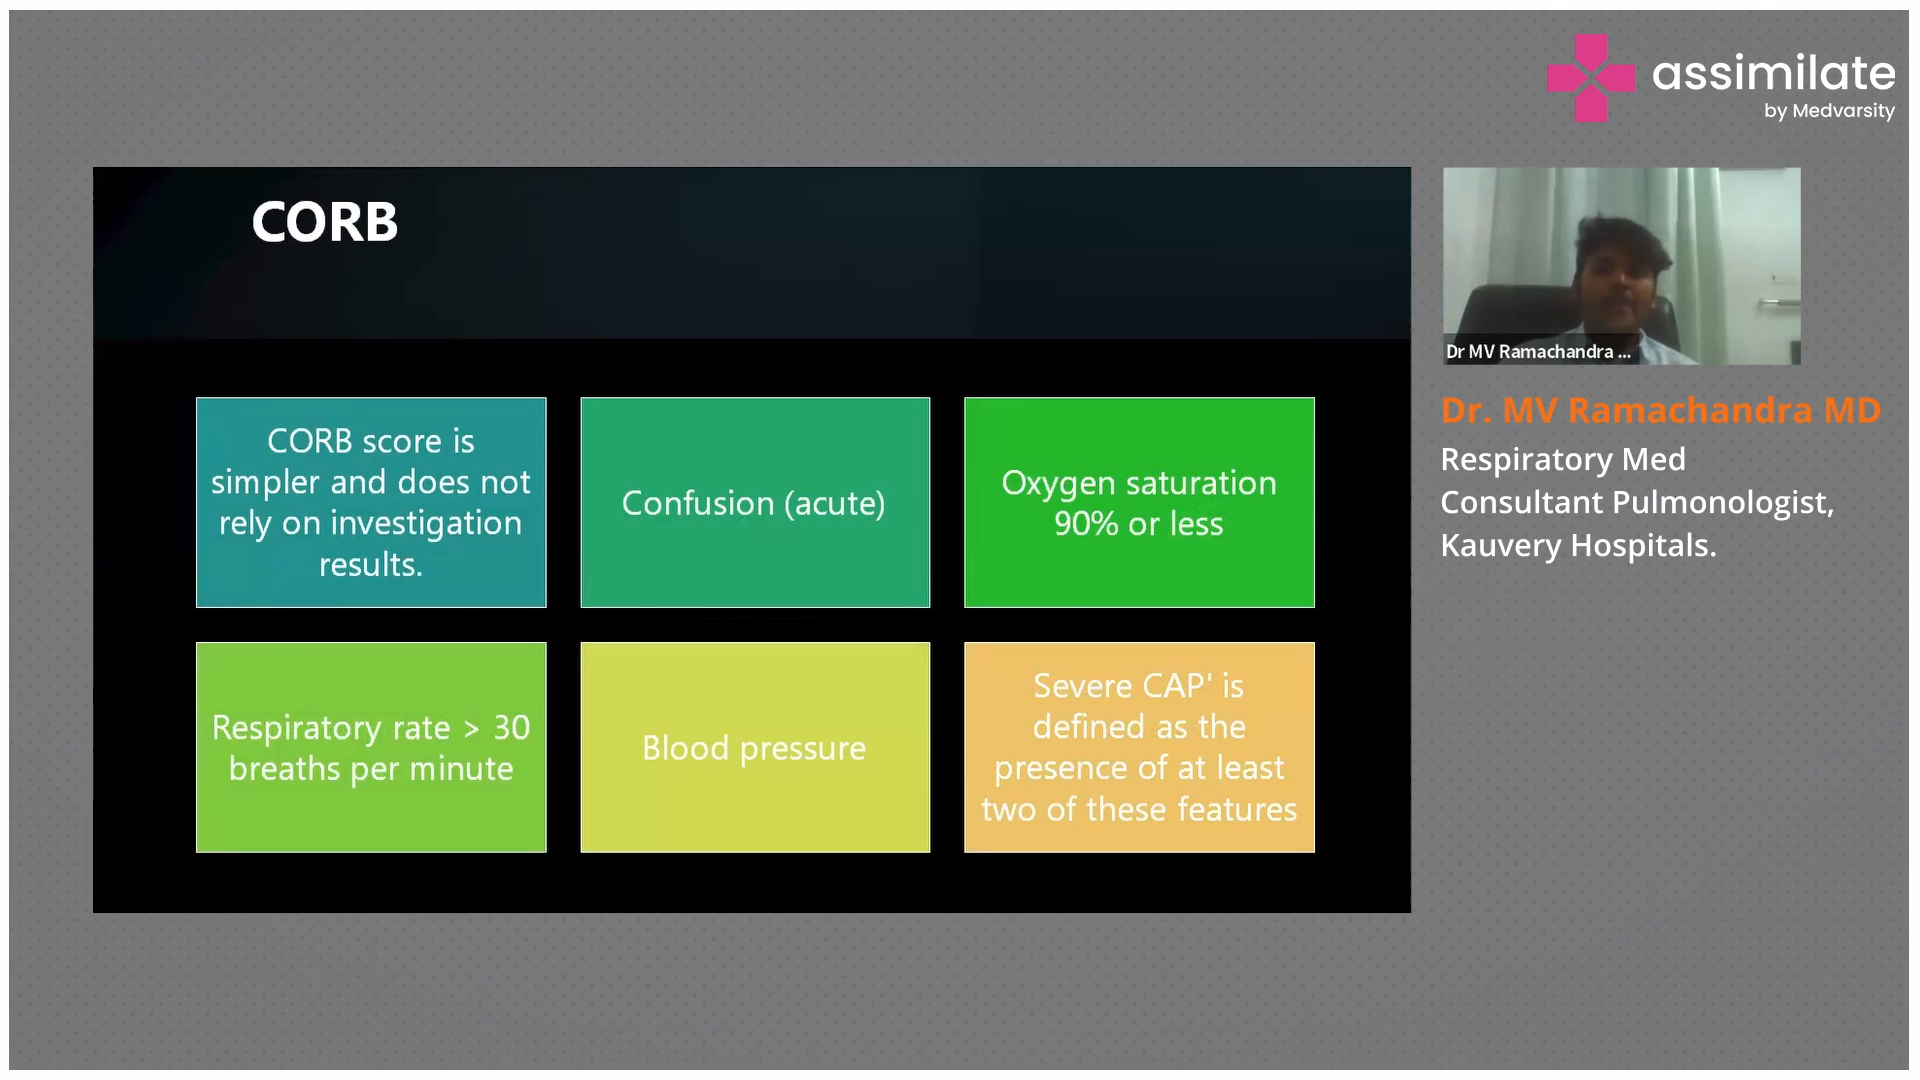 assimilate
by Medvarsity
CORB
CORB score is
simpler and does not
rely on investigation
results.
Confusion (acute)
Oxygen saturation
90% or less
Respiratory rate > 30
breaths per minute
Blood pressure
Severe CAP' is
defined as the
presence of at least
two of these features
Dr MV Ramachandra ...
Dr. MV Ramachandra MD
Respiratory Med
Consultant Pulmonologist,
Kauvery Hospitals.